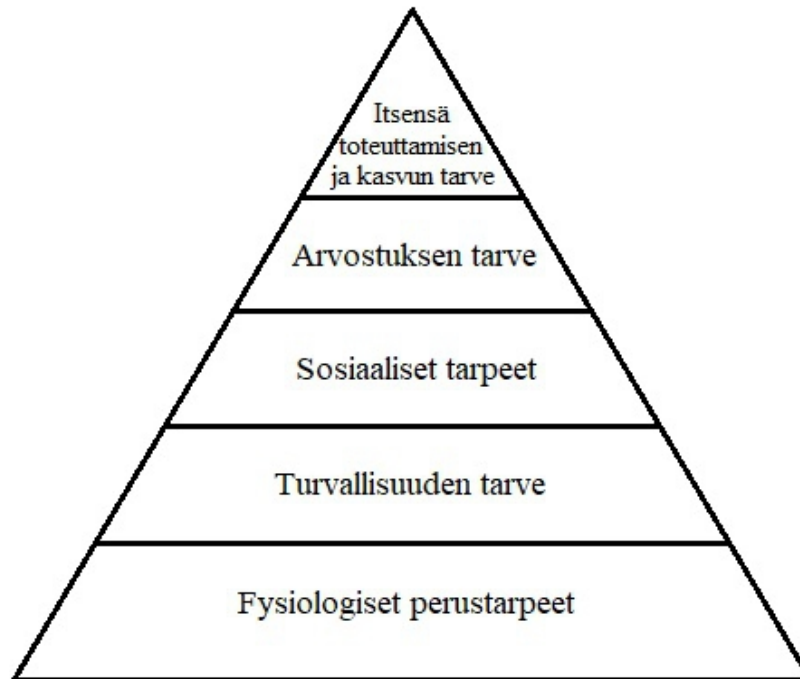 Itsensä
toteuttamisen
ja kasvun tarve
Arvostuksen tarve
Sosiaaliset tarpeet
Turvallisuuden tarve
Fysiologiset perustarpeet